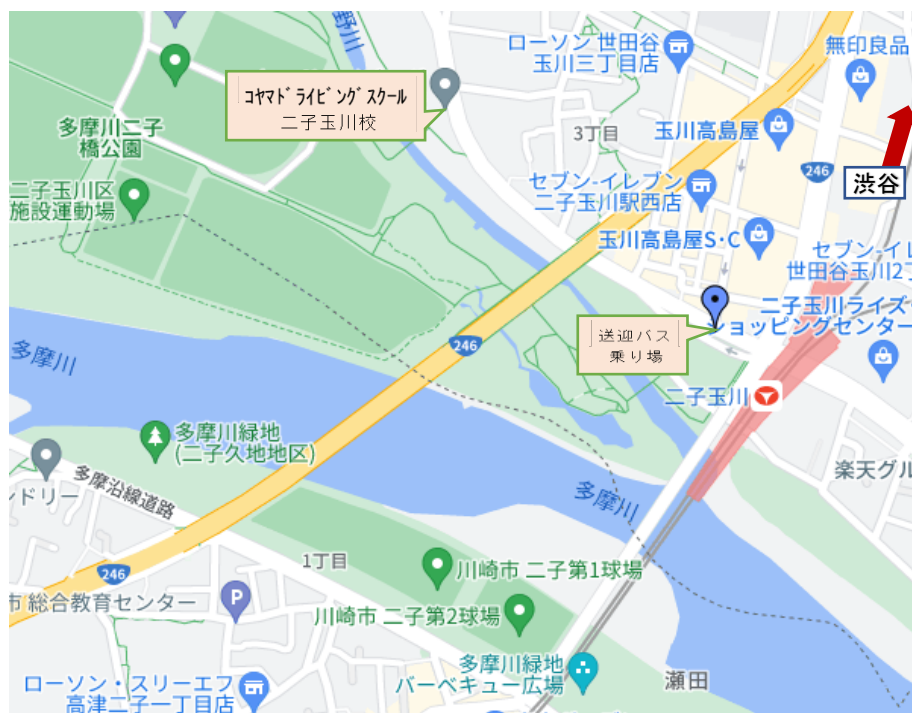 野川
ローソン 世田谷
玉川三丁目店
無印良品
コヤマドライビングスクール
二子玉川校
多摩川二子
橋公園
3丁目
玉川高島屋
246
渋谷
二子玉川区
施設運動場
セブン-イレブン
二子玉川駅西店
玉川高島屋S・C
セブン-イレ
世田谷玉川2丁
二子玉川ライズ
ショッピングセンター
送迎バス
乗り場
246
多摩川
二子玉川
多摩川緑地
(二子久地地区)
ンドリー
多摩沿線道路
楽天グル
多摩川
1丁目
川崎市 二子第1球場
246
市 総合教育センター
P
川崎市 二子第2球場
多摩川緑地
バーベキュー広場
瀬田
ローソン・スリーエフ
高津二子一丁目店